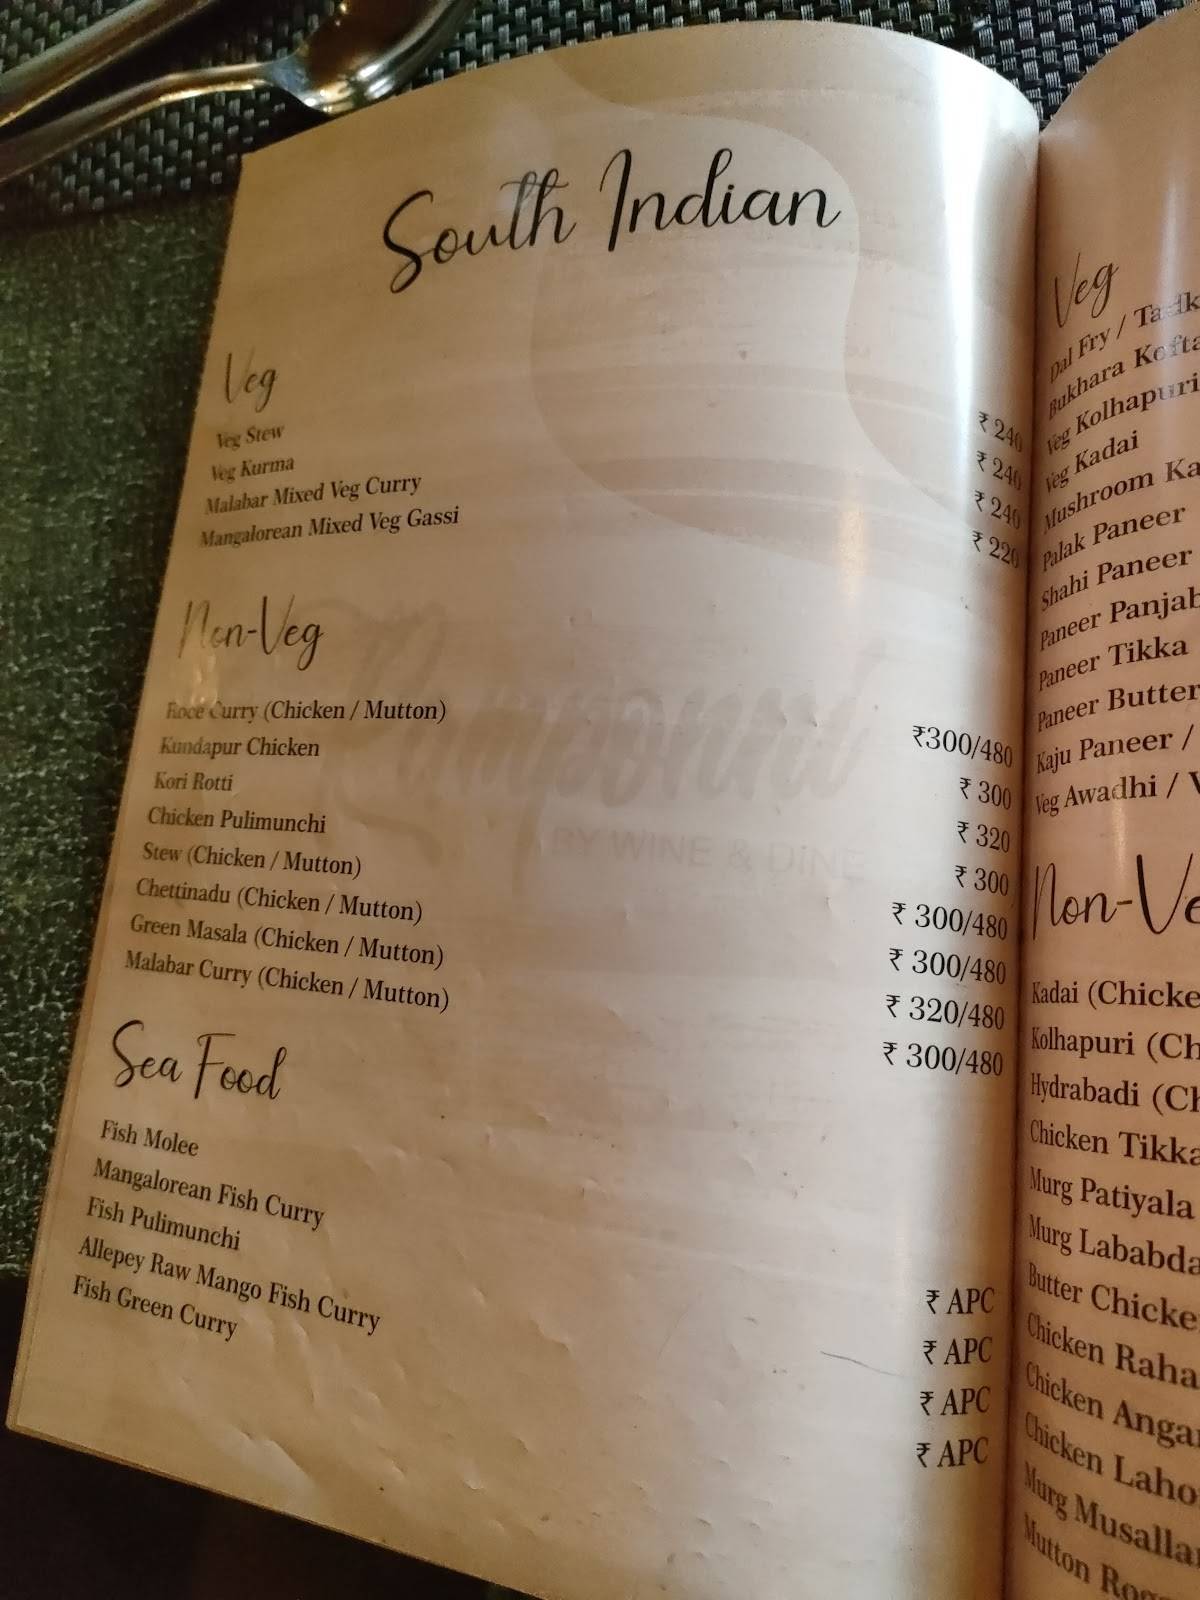 South Indian
Veg
Veg Stew ₹ 240
Veg Kurma ₹ 240
Malabar Mixed Veg Curry ₹ 240
Mangalorean Mixed Veg Gassi ₹ 220
Non-Veg
Roce Curry (Chicken / Mutton) ₹300/480
Kundapur Chicken ₹ 300
Kori Rotti ₹ 320
Chicken Pulimunchi ₹ 300
Stew (Chicken / Mutton) ₹ 300/480
Chettinadu (Chicken / Mutton) ₹ 300/480
Green Masala (Chicken / Mutton) ₹ 320/480
Malabar Curry (Chicken / Mutton) ₹ 300/480
BY WINE & DINE
Sea Food
Fish Molee ₹ APC
Mangalorean Fish Curry ₹ APC
Fish Pulimunchi ₹ APC
Allepey Raw Mango Fish Curry ₹ APC
Fish Green Curry
Veg
Dal Fry / Tadk
Bukhara Kofta
Veg Kolhapuri
Veg Kadai
Mushroom Ka
Palak Paneer
Shahi Paneer
Paneer Panjab
Paneer Tikka
Paneer Butter
Kaju Paneer /
Veg Awadhi / V
Non-Ve
Kadai (Chicke
Kolhapuri (Ch
Hydrabadi (Ch
Chicken Tikka
Murg Patiyala
Murg Lababda
Butter Chicke
Chicken Raha
Chicken Angar
Chicken Laho
Murg Musallam
Mutton Rog